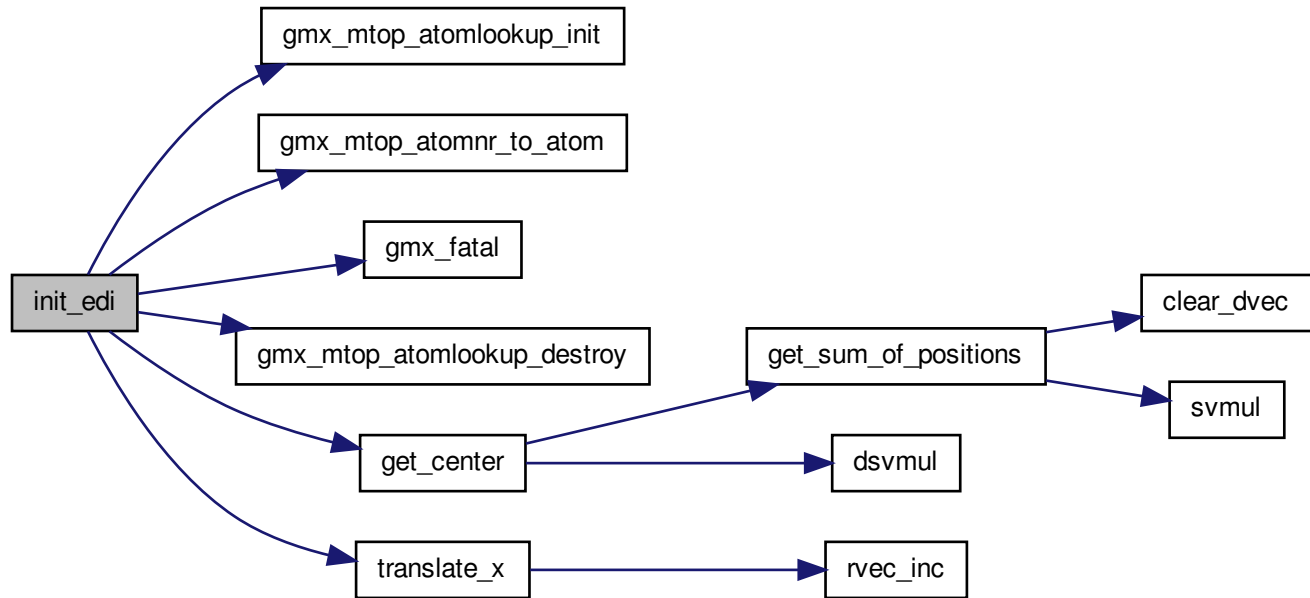 gmx_mtop_atomlookup_init
gmx_mtop_atomnr_to_atom
gmx_fatal
init_edi
clear_dvec
gmx_mtop_atomlookup_destroy
get_sum_of_positions
svmul
get_center
dsvmul
translate_x
rvec_inc